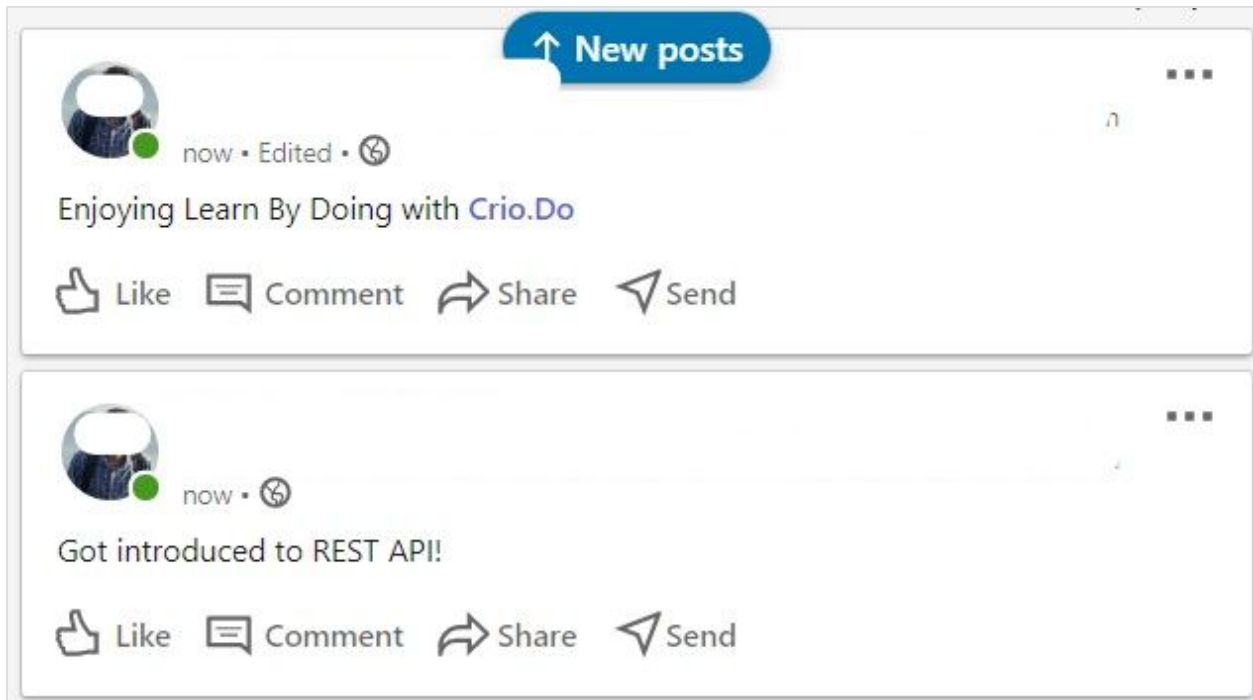 ↑ New posts
now • Edited •
Enjoying Learn By Doing with Crio.Do
Like Comment Share Send
now •
Got introduced to REST API!
Like Comment Share Send